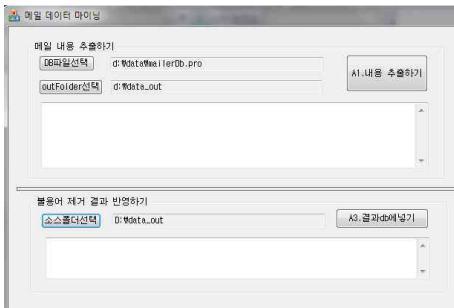 메일 데이터 마이닝
메일 내용 추출하기
DB파일선택 d:₩data₩mailerDb.pro
A1.내용 추출하기
outFolder선택 d:₩data_out
불용어 제거 결과 반영하기
소스폴더선택 D:₩data_out
A3.결과db에넣기